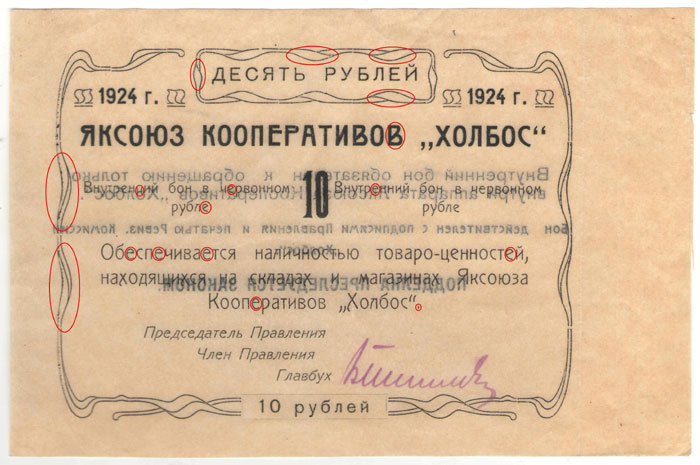 ДЕСЯТЬ РУБЛЕЙ
1924 г. 1924 г.
ЯКСОЮЗ КООПЕРАТИВОВ „ХОЛБОС“
Внутренний бон в червонном 10 Внутренний бон в червонном
рубле рубле
Обеспечивается наличностью товаро-ценностей,
находящихся на складах и магазинах Яксоюза
Кооперативов „Холбос“.
Председатель Правления
Член Правления
Главбух
10 рублей